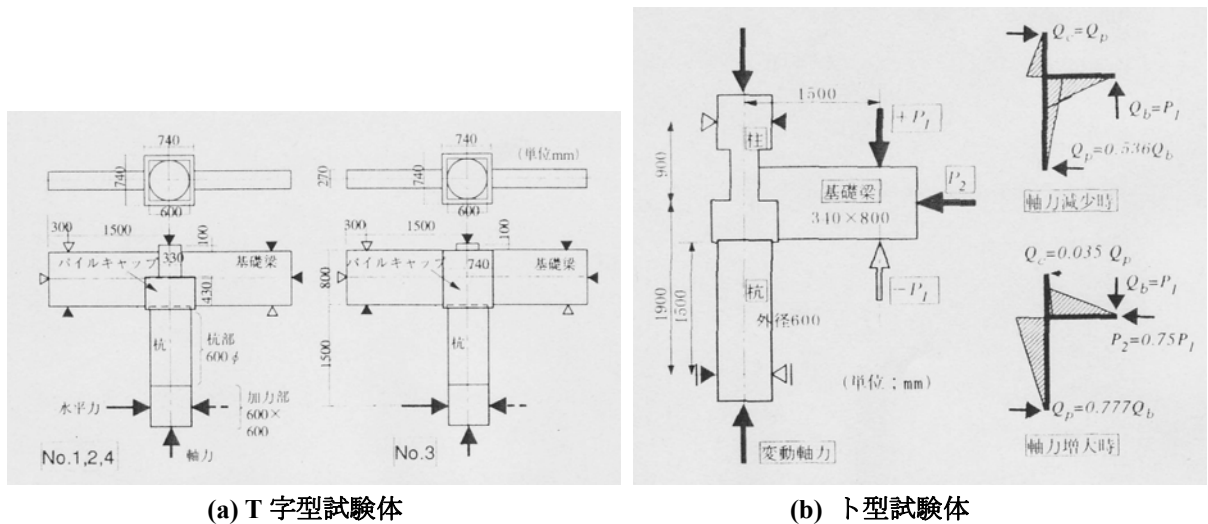 740
740
(単位mm)
740
270
740
600
600
300
1500
100
300
1500
100
330
パイルキャップ
基礎梁
パイルキャップ
740
基礎梁
430
800
杭
杭部
600φ
杭
1500
水平力
加力部
600×
600
No.1,2,4
軸力
No.3
(a) T 字型試験体
1500
+P1
柱
900
P2
基礎梁
340×800
1900
1500
杭
外径600
−P1
(単位;mm)
変動軸力
Qc=Qp
Qb=P1
Qp=0.536Qb
軸力減少時
Qc=0.035 Qp
Qb=P1
P2=0.75P1
Qp=0.777Qb
軸力増大時
(b) ト型試験体